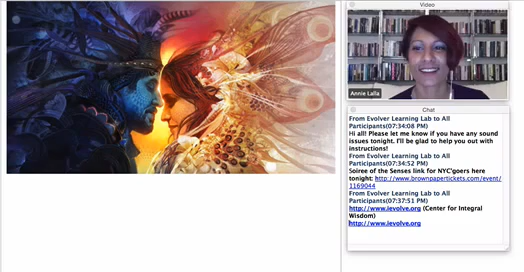 Video
Annie Lalla
Chat
From Evolver Learning Lab to All
Participants(07:34:08 PM)
Hi all! Please let me know if you have any sound
issues tonight. I'll be glad to help you out with
instructions!
From Evolver Learning Lab to All
Participants(07:34:52 PM)
Soiree of the Senses link for NYC'goers here
tonight: http://www.brownpapertickets.com/event/
1169044
From Evolver Learning Lab to All
Participants(07:37:51 PM)
http://www.ievolve.org (Center for Integral
Wisdom)
http://www.ievolve.org